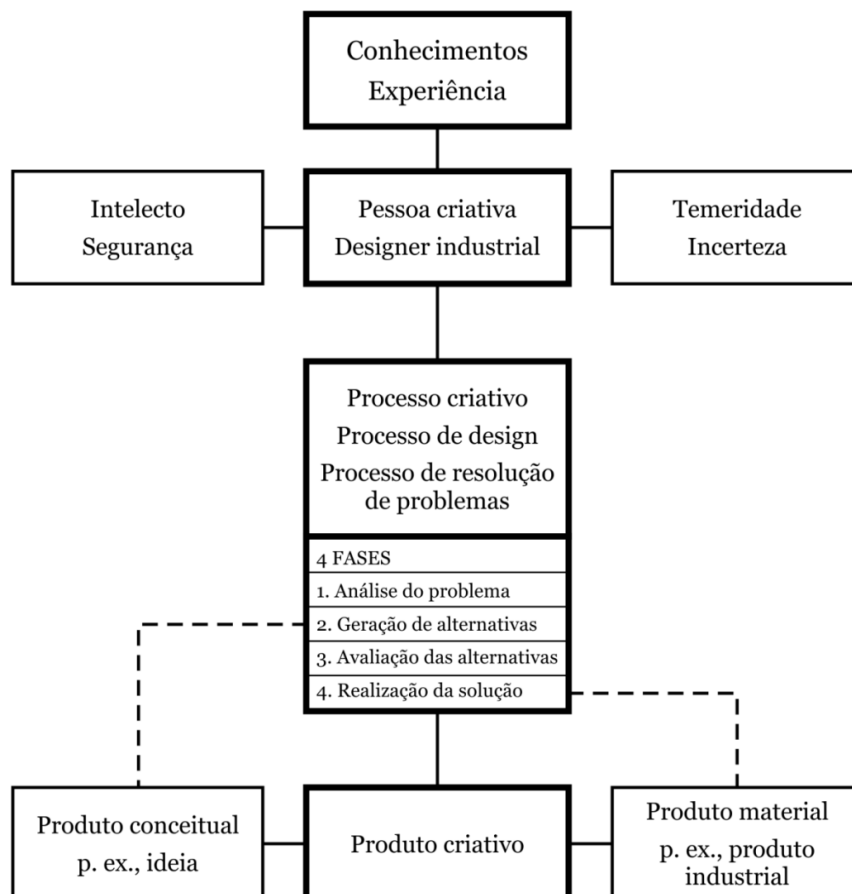 Conhecimentos
Experiência
Intelecto
Segurança
Pessoa criativa
Designer industrial
Temeridade
Incerteza
Processo criativo
Processo de design
Processo de resolução
de problemas
4 FASES
1. Análise do problema
2. Geração de alternativas
3. Avaliação das alternativas
4. Realização da solução
Produto conceitual
p. ex., ideia
Produto criativo
Produto material
p. ex., produto
industrial